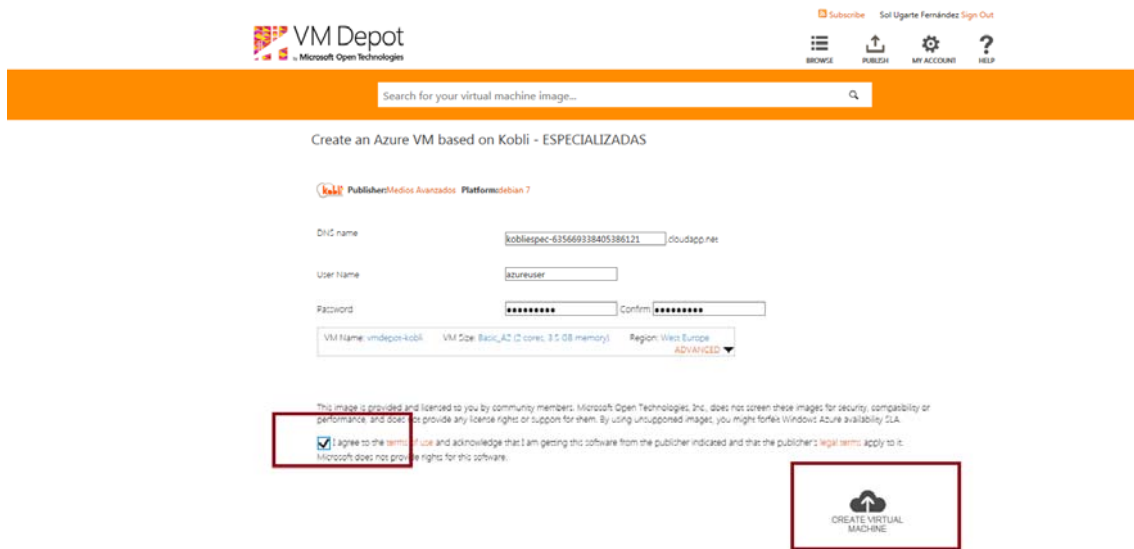 Subscribe Sol Ugarte Fernández Sign Out
VM Depot
by Microsoft Open Technologies
BROWSE PUBLISH MY ACCOUNT HELP
Search for your virtual machine image...
Create an Azure VM based on Kobli - ESPECIALIZADAS
kobli Publisher:Medios Avanzados Platform:debian 7
DNS name kobliespec-635669338405386121 .cloudapp.net
User Name azureuser
Password ●●●●●●●●● Confirm ●●●●●●●●●
VM Name: vmdepot-kobli VM Size: Basic_A2 (2 cores, 3.5 GB memory) Region: West Europe
ADVANCED
This image is provided and licensed to you by community members. Microsoft Open Technologies, Inc., does not screen these images for security, compatibility or
performance, and does not provide any license rights or support for them. By using unsupported images, you might forfeit Windows Azure availability SLA.
I agree to the terms of use and acknowledge that I am getting this software from the publisher indicated and that the publisher's legal terms apply to it.
Microsoft does not provide rights for this software.
CREATE VIRTUAL
MACHINE